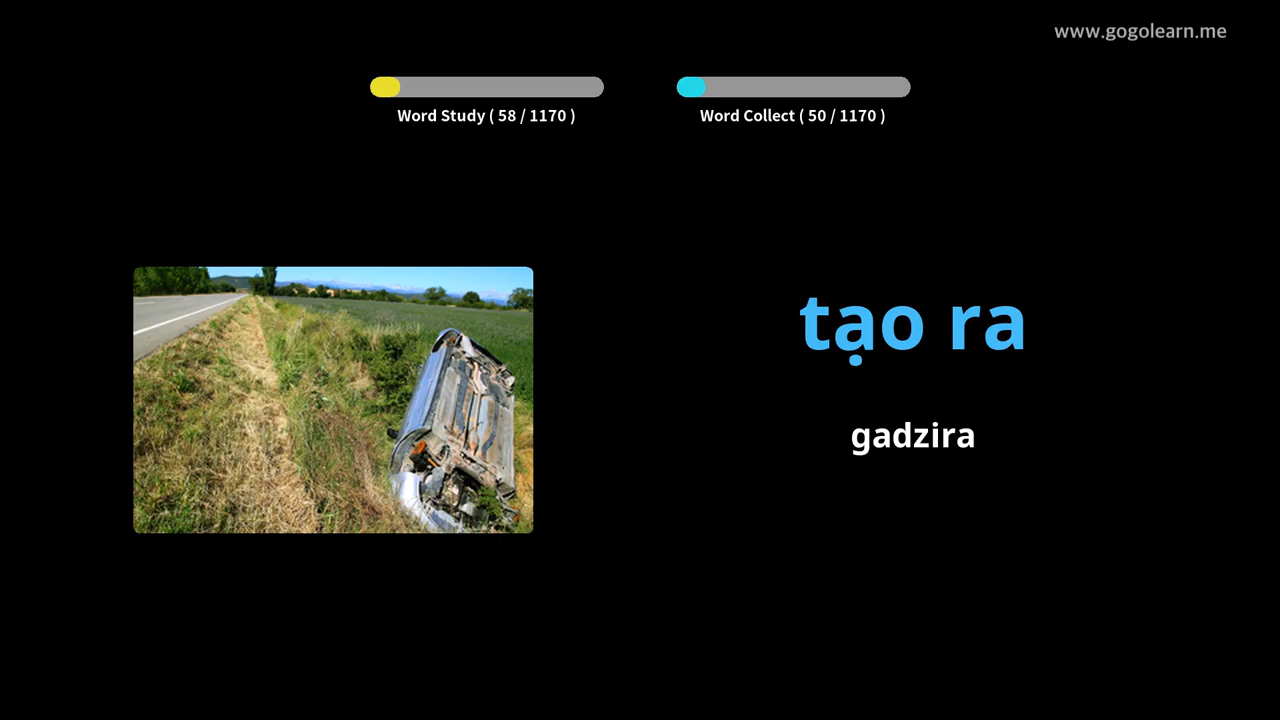 www.gogolearn.me
Word Study ( 58 / 1170 )
Word Collect ( 50 / 1170 )
tạo ra
gadzira